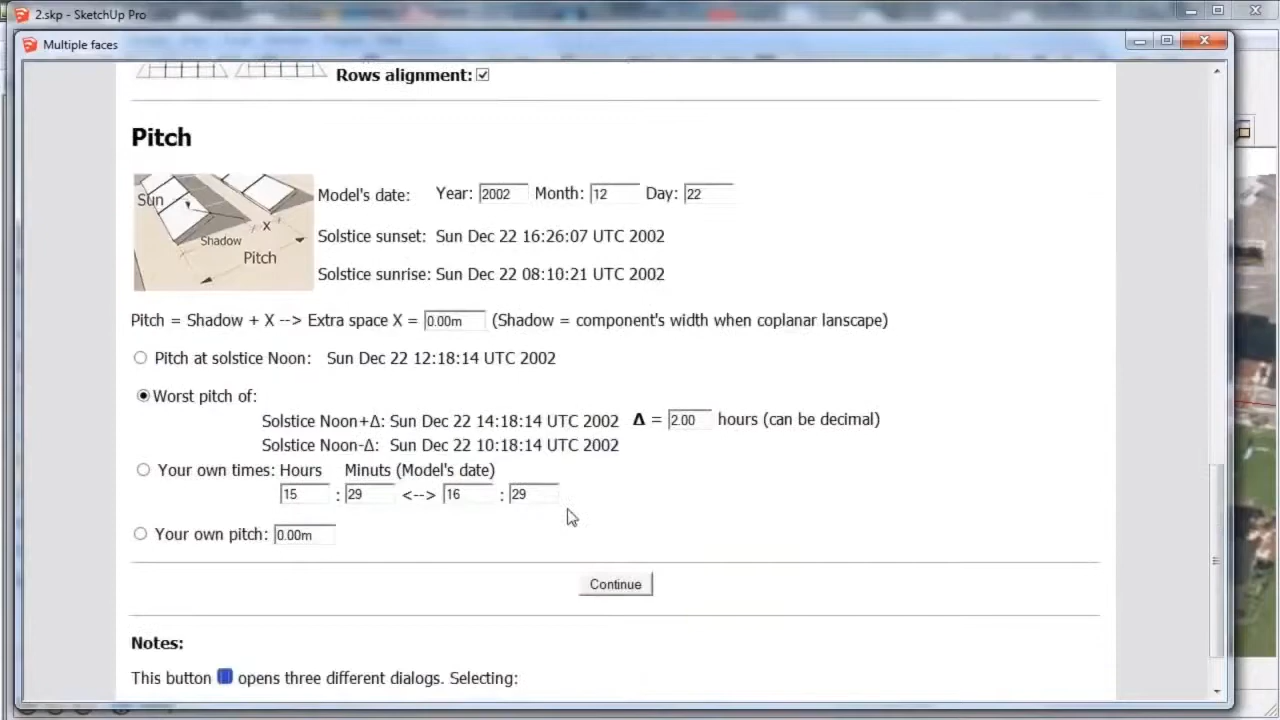 2.skp - SketchUp Pro
Multiple faces
Rows alignment:
Pitch
Sun
Shadow
X
Pitch
Model's date: Year: 2002 Month: 12 Day: 22
Solstice sunset: Sun Dec 22 16:26:07 UTC 2002
Solstice sunrise: Sun Dec 22 08:10:21 UTC 2002
Pitch = Shadow + X --> Extra space X = 0.00m (Shadow = component's width when coplanar lanscape)
Pitch at solstice Noon: Sun Dec 22 12:18:14 UTC 2002
Worst pitch of:
Solstice Noon+Δ: Sun Dec 22 14:18:14 UTC 2002 Δ = 2.00 hours (can be decimal)
Solstice Noon-Δ: Sun Dec 22 10:18:14 UTC 2002
Your own times: Hours Minuts (Model's date)
15 : 29 <--> 16 : 29
Your own pitch: 0.00m
Continue
Notes:
This button opens three different dialogs. Selecting: